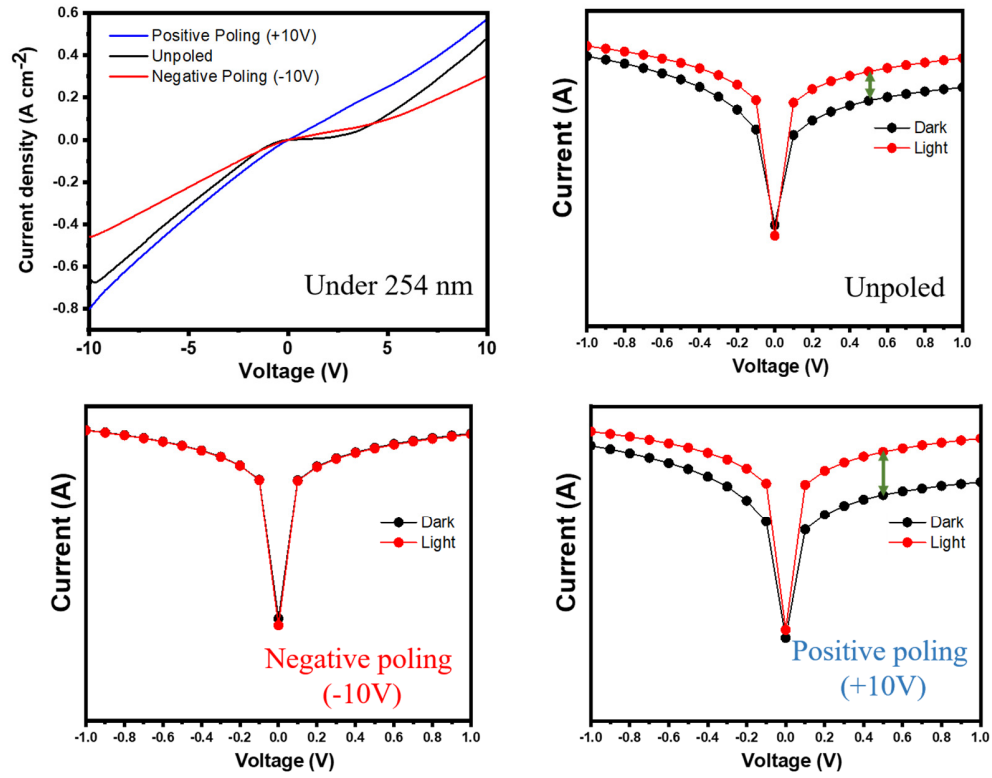 Positive Poling (+10V)
Unpoled
Negative Poling (-10V)
Current density (A cm-2)
0.6
0.4
0.2
0.0
-0.2
-0.4
-0.6
-0.8
Under 254 nm
-10 -5 0 5 10
Voltage (V)
Current (A)
Dark
Light
Unpoled
-1.0 -0.8 -0.6 -0.4 -0.2 0.0 0.2 0.4 0.6 0.8 1.0
Voltage (V)
Current (A)
Dark
Light
Negative poling
(-10V)
-1.0 -0.8 -0.6 -0.4 -0.2 0.0 0.2 0.4 0.6 0.8 1.0
Voltage (V)
Current (A)
Dark
Light
Positive poling
(+10V)
-1.0 -0.8 -0.6 -0.4 -0.2 0.0 0.2 0.4 0.6 0.8 1.0
Voltage (V)